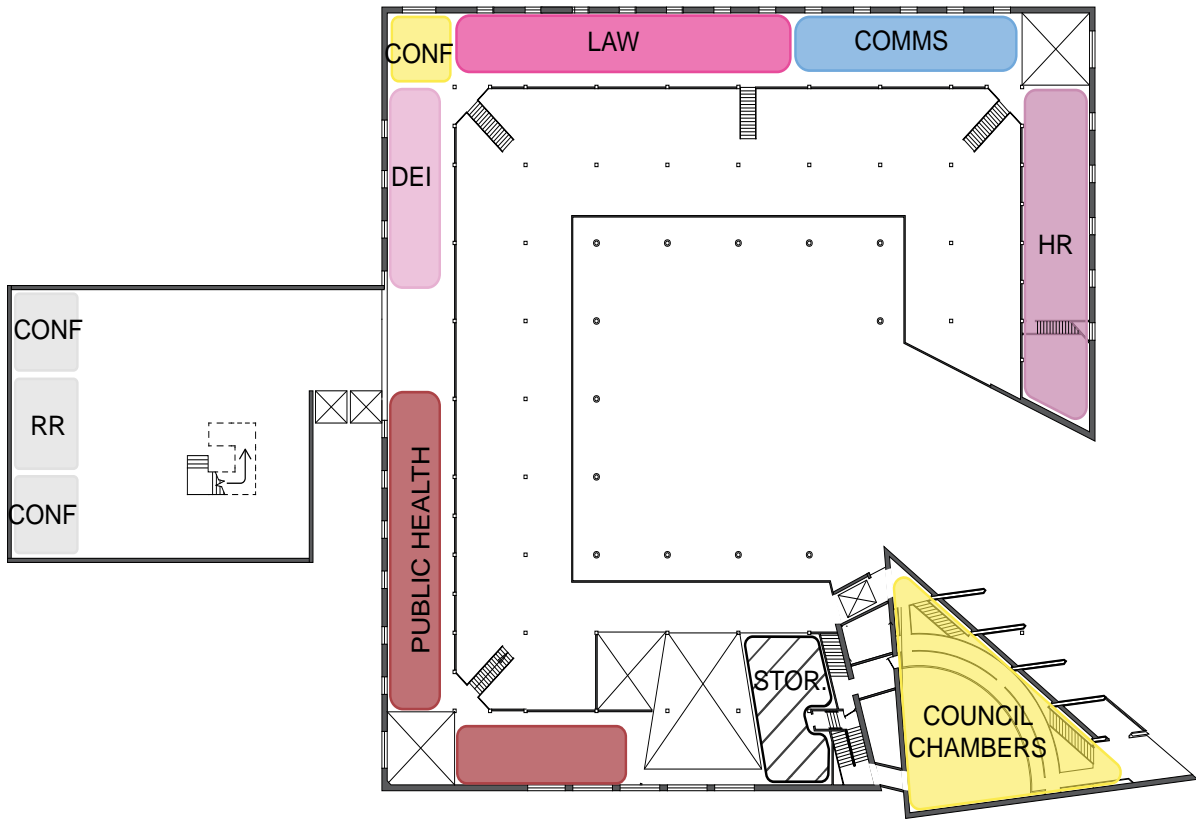 CONF
LAW
COMMS
DEI
HR
CONF
RR
CONF
PUBLIC HEALTH
STOR.
COUNCIL
CHAMBERS